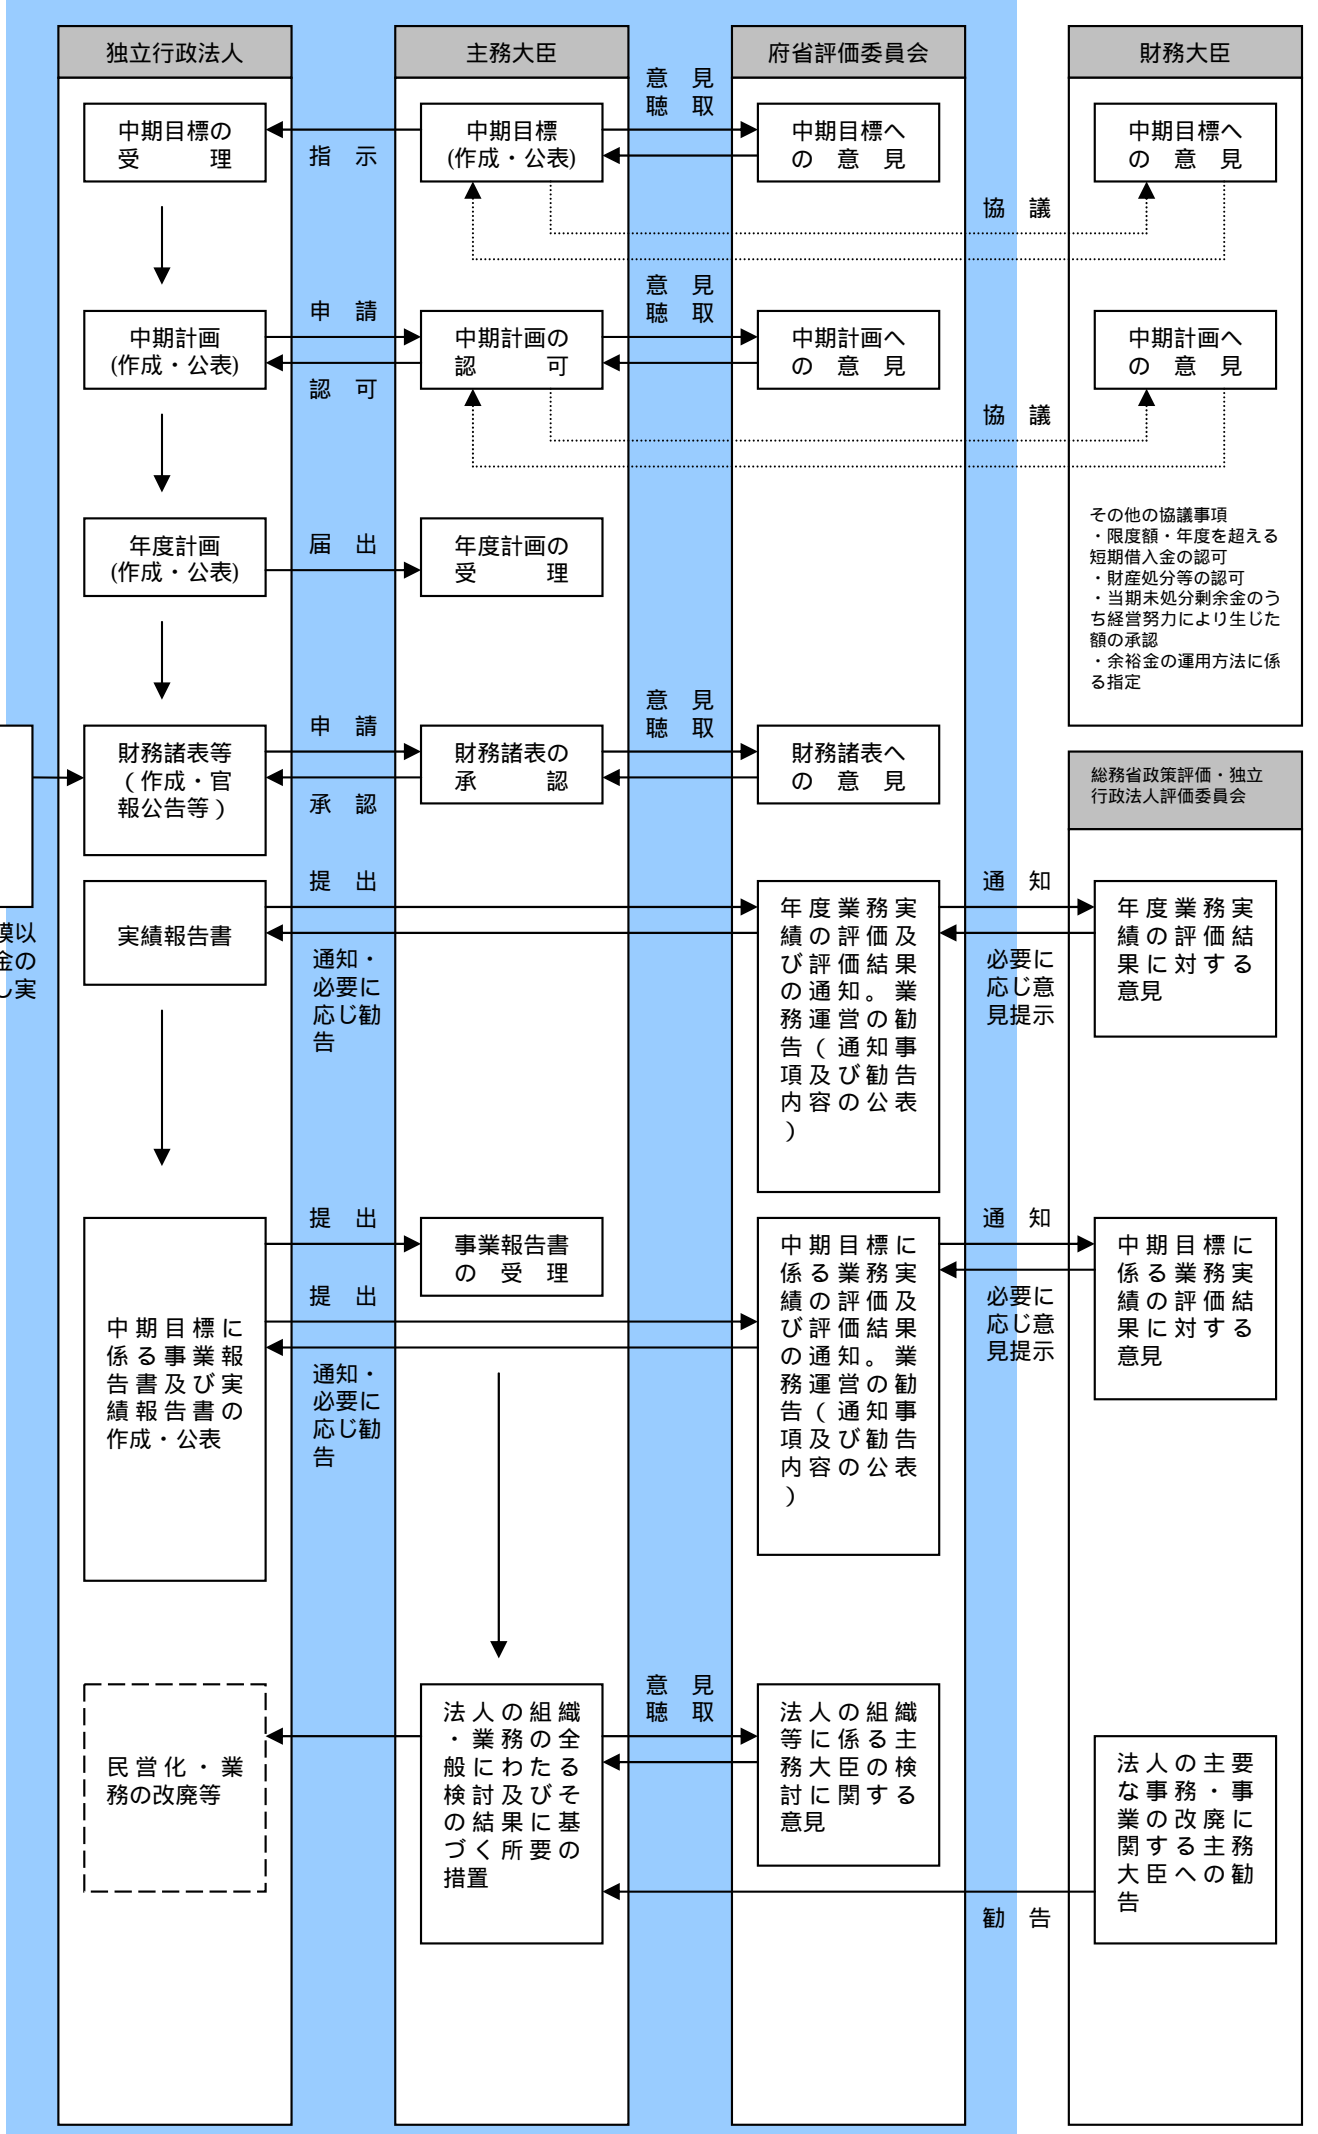 独立行政法人
主務大臣
府省評価委員会
財務大臣
意　見
聴　取
中期目標の
受　　　理
指　示
中期目標
(作成・公表)
中期目標へ
の　意　見
中期目標へ
の　意　見
協　議
申　請
中期計画
(作成・公表)
認　可
中期計画の
認　　　可
意　見
聴　取
中期計画へ
の　意　見
中期計画へ
の　意　見
協　議
年度計画
(作成・公表)
届　出
年度計画の
受　　　理
その他の協議事項
・限度額・年度を超える
短期借入金の認可
・財産処分等の認可
・当期未処分剰余金のう
ち経営努力により生じた
額の承認
・余裕金の運用方法に係
る指定
財務諸表等
（作成・官
報公告等）
申　請
承　認
財務諸表の
承　　　認
意　見
聴　取
財務諸表へ
の　意　見
総務省政策評価・独立
行政法人評価委員会
模以
金の
し実
実績報告書
提　出
通知・
必要に
応じ勧
告
年度業務実
績の評価及
び評価結果
の通知。業
務運営の勧
告（通知事
項及び勧告
内容の公表
）
通　知
必要に
応じ意
見提示
年度業務実
績の評価結
果に対する
意見
中期目標に
係る事業報
告書及び実
績報告書の
作成・公表
提　出
事業報告書
の　受　理
提　出
通知・
必要に
応じ勧
告
中期目標に
係る業務実
績の評価及
び評価結果
の通知。業
務運営の勧
告（通知事
項及び勧告
内容の公表
）
通　知
必要に
応じ意
見提示
中期目標に
係る業務実
績の評価結
果に対する
意見
民営化・業
務の改廃等
法人の組織
・業務の全
般にわたる
検討及びそ
の結果に基
づく所要の
措置
意　見
聴　取
法人の組織
等に係る主
務大臣の検
討に関する
意見
法人の主要
な事務・事
業の改廃に
関する主務
大臣への勧
告
勧　告